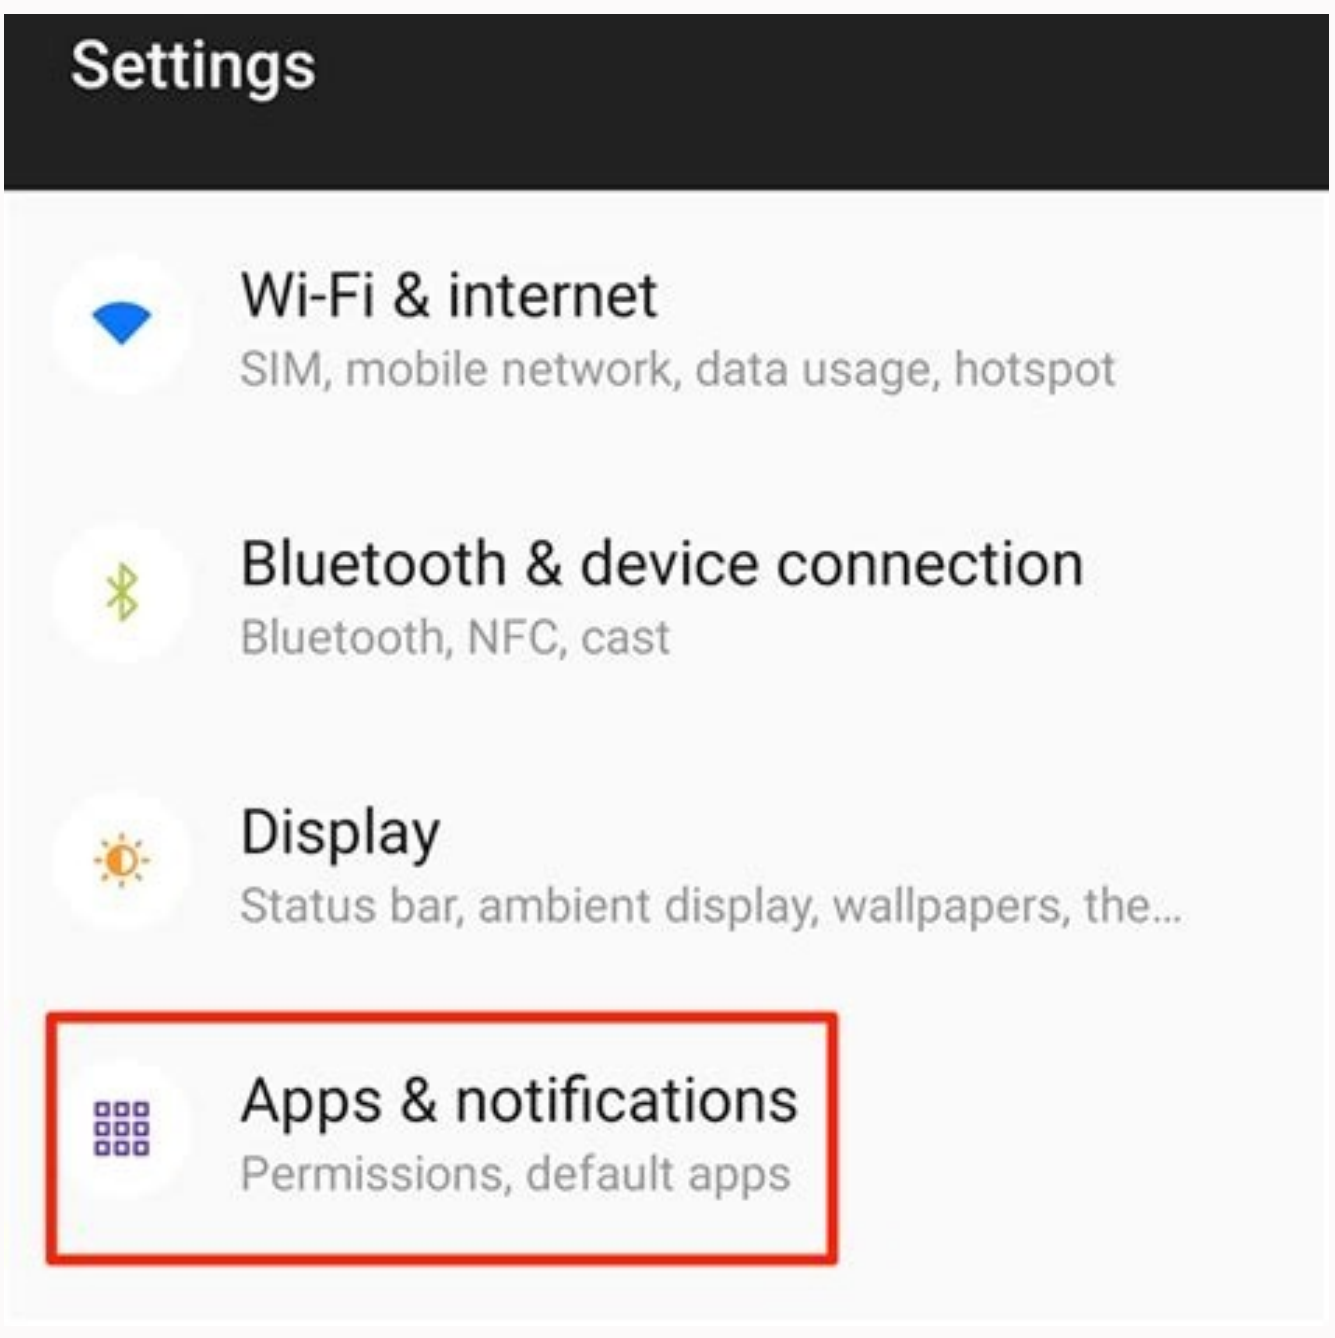 Settings
Wi-Fi & internet
SIM, mobile network, data usage, hotspot
Bluetooth & device connection
Bluetooth, NFC, cast
Display
Status bar, ambient display, wallpapers, the...
Apps & notifications
Permissions, default apps